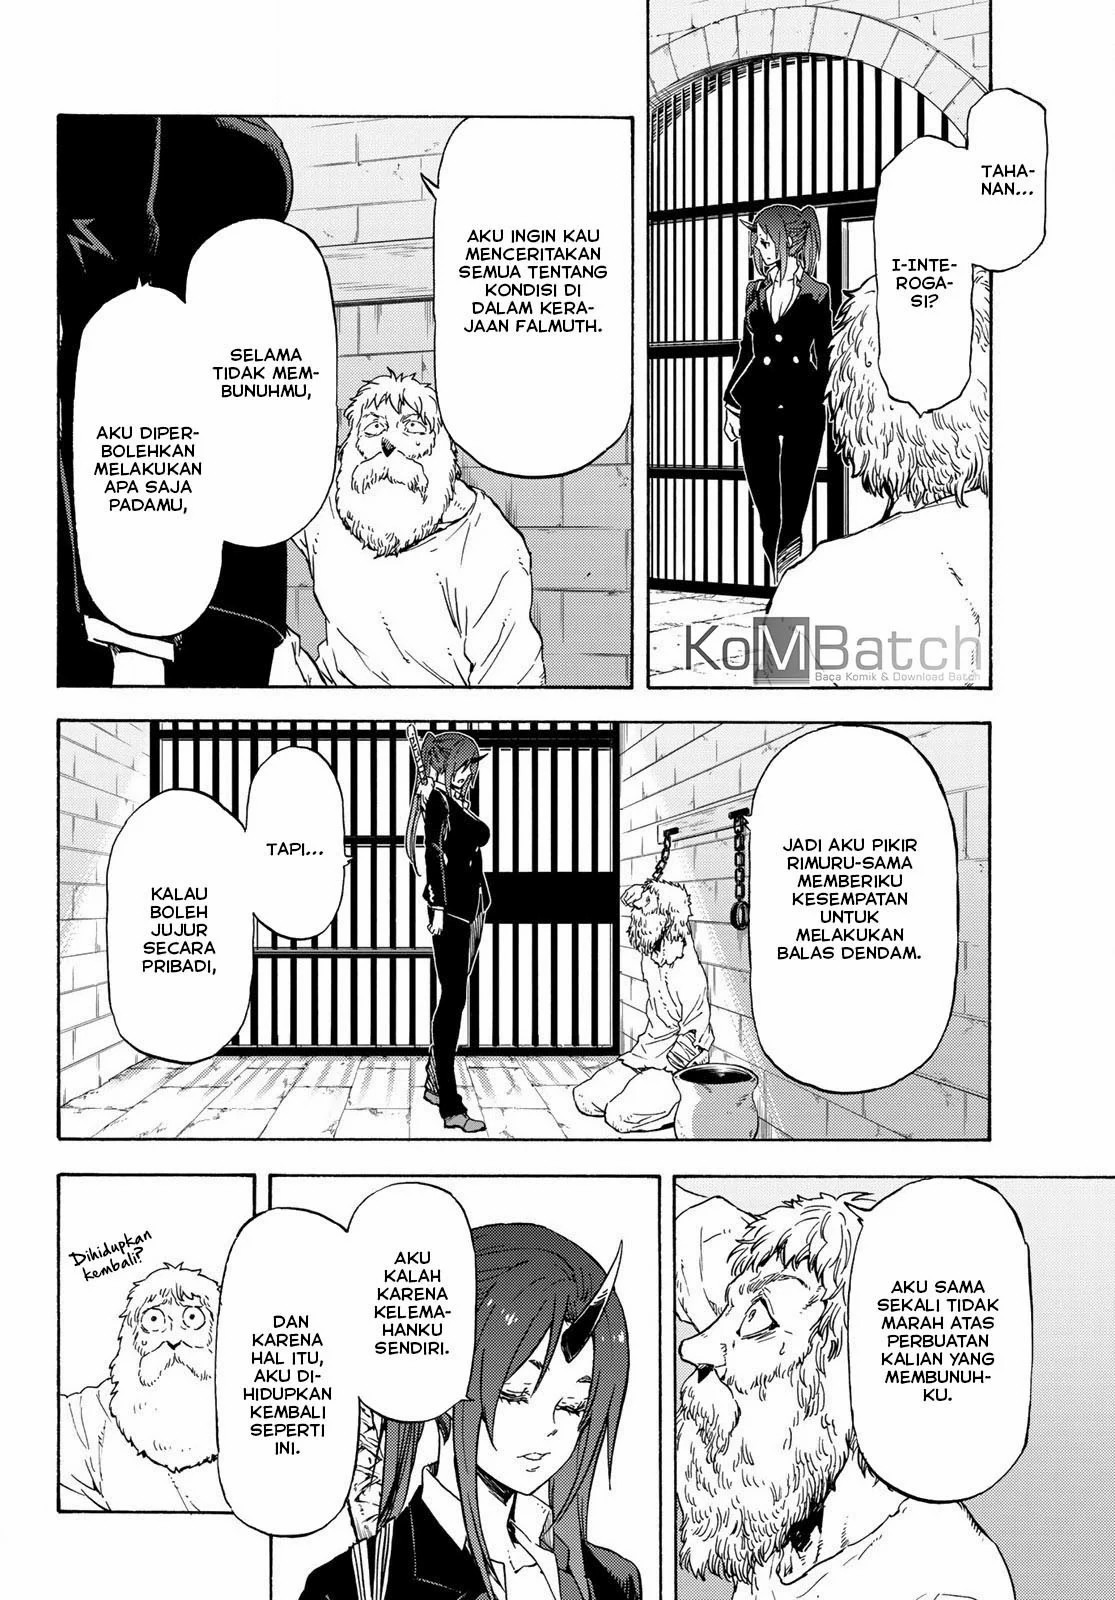 TAHA-
NAN...
I-INTE-
ROGA-
SI?
AKU INGIN KAU
MENCERITAKAN
SEMUA TENTANG
KONDISI DI
DALAM KERA-
JAAN FALMUTH.
SELAMA
TIDAK MEM-
BUNUHMU,
AKU DIPER-
BOLEHKAN
MELAKUKAN
APA SAJA
PADAMU,
KoMBatch
Baca Komik & Download Batch
JADI AKU PIKIR
RIMURU-SAMA
MEMBERIKU
KESEMPATAN
UNTUK
MELAKUKAN
BALAS DENDAM.
TAPI...
KALAU
BOLEH
JUJUR
SECARA
PRIBADI,
AKU SAMA
SEKALI TIDAK
MARAH ATAS
PERBUATAN
KALIAN YANG
MEMBUNUH-
KU.
AKU
KALAH
KARENA
KELEMA-
HANKU
SENDIRI.
DAN
KARENA
HAL ITU,
AKU DI-
HIDUPKAN
KEMBALI
SEPERTI
INI.
Dihidupkan
kembali?